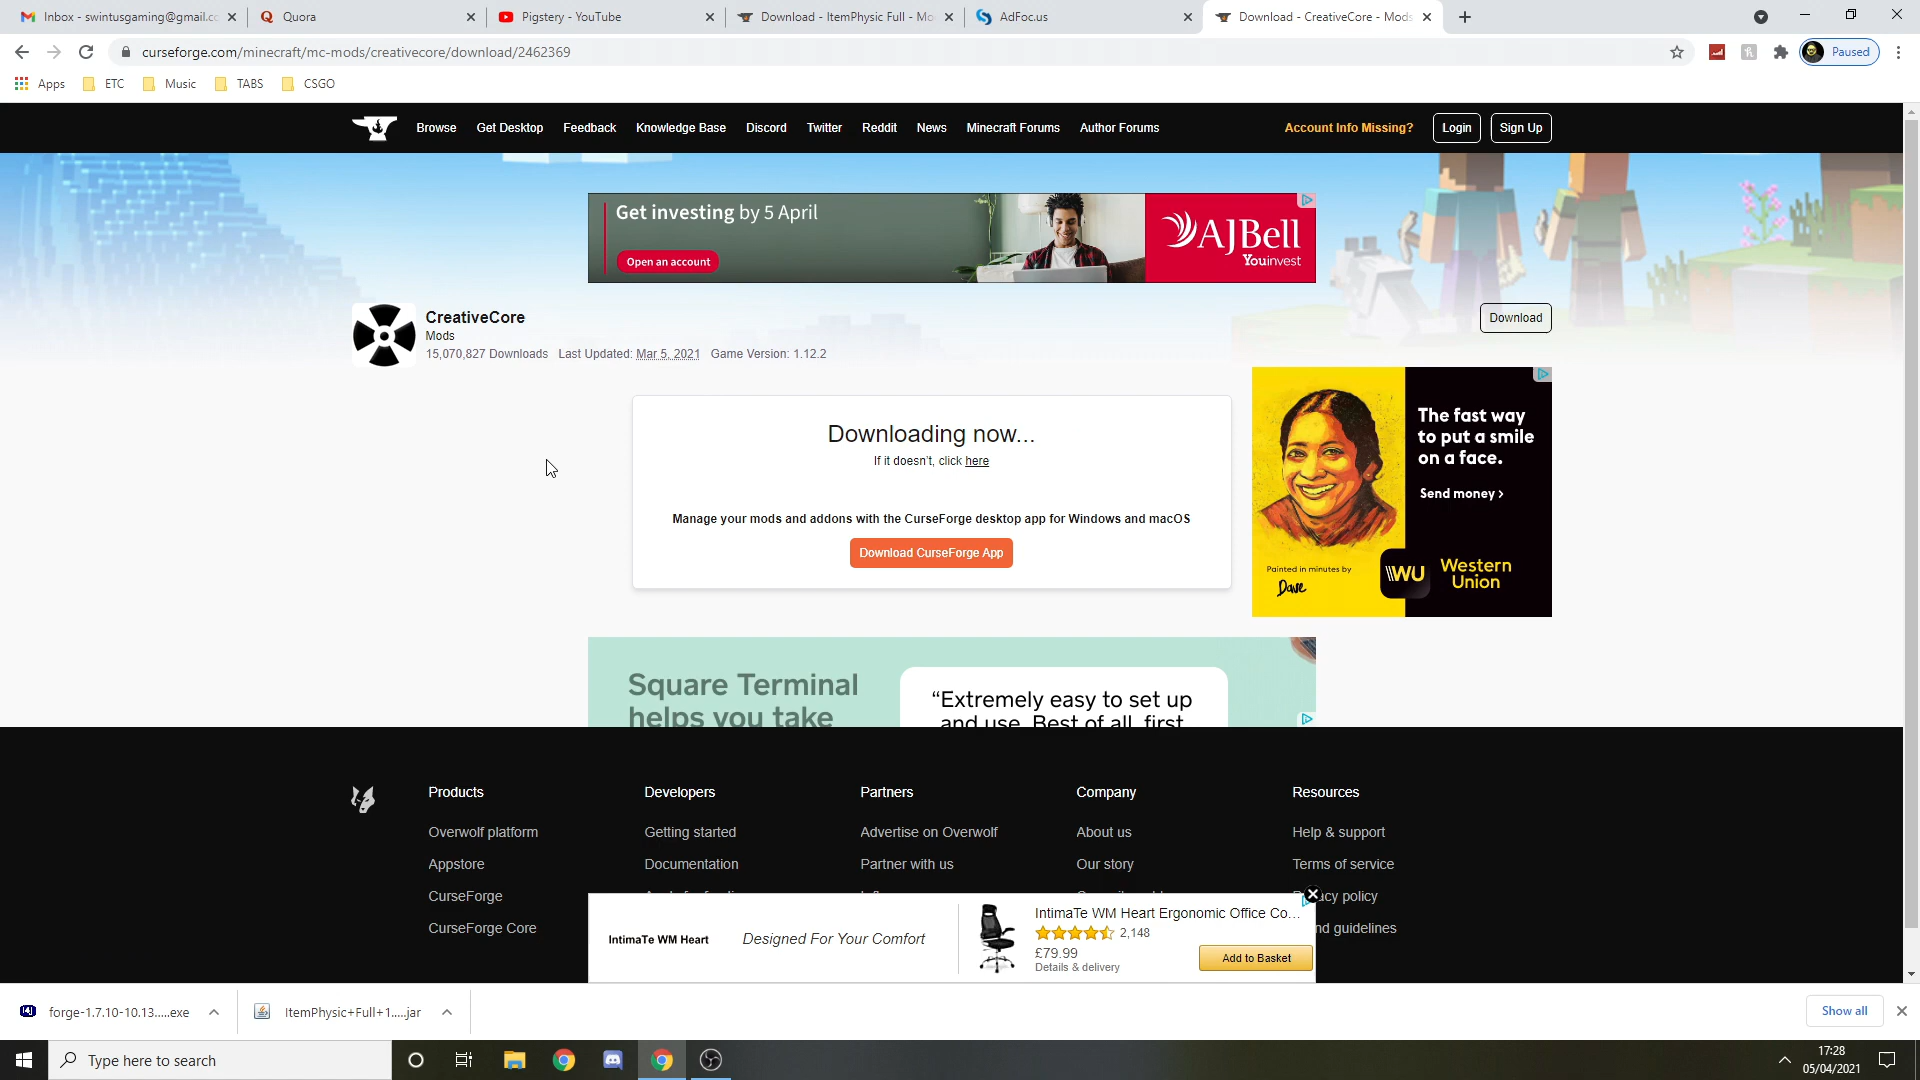 Inbox - swintusgaming@gmail.cc
Quora
Pigstery - YouTube
Download - ItemPhysic Full - Mo
AdFoc.us
Download - CreativeCore - Mods
curseforge.com/minecraft/mc-mods/creativecore/download/2462369
Paused
Apps
ETC
Music
TABS
CSGO
Browse
Get Desktop
Feedback
Knowledge Base
Discord
Twitter
Reddit
News
Minecraft Forums
Author Forums
Account Info Missing?
Login
Sign Up
Get investing by 5 April
Open an account
AJBell
Youinvest
CreativeCore
Mods
15,070,827 Downloads Last Updated: Mar 5, 2021 Game Version: 1.12.2
Download
Downloading now...
If it doesn't, click here
Manage your mods and addons with the CurseForge desktop app for Windows and macOS
Download CurseForge App
The fast way
to put a smile
on a face.
Send money >
Painted in minutes by
Dave
WU
Western
Union
Square Terminal
helps you take
“Extremely easy to set up
and use. Best of all, first
Products
Developers
Partners
Company
Resources
Overwolf platform
Getting started
Advertise on Overwolf
About us
Help & support
Appstore
Documentation
Partner with us
Our story
Terms of service
CurseForge
CurseForge Core
IntimaTe WM Heart
Designed For Your Comfort
IntimaTe WM Heart Ergonomic Office Co...
2,148
£79.99
Details & delivery
Add to Basket
forge-1.7.10-10.13.....exe
ItemPhysic+Full+1.....jar
Show all
Type here to search
17:28
05/04/2021